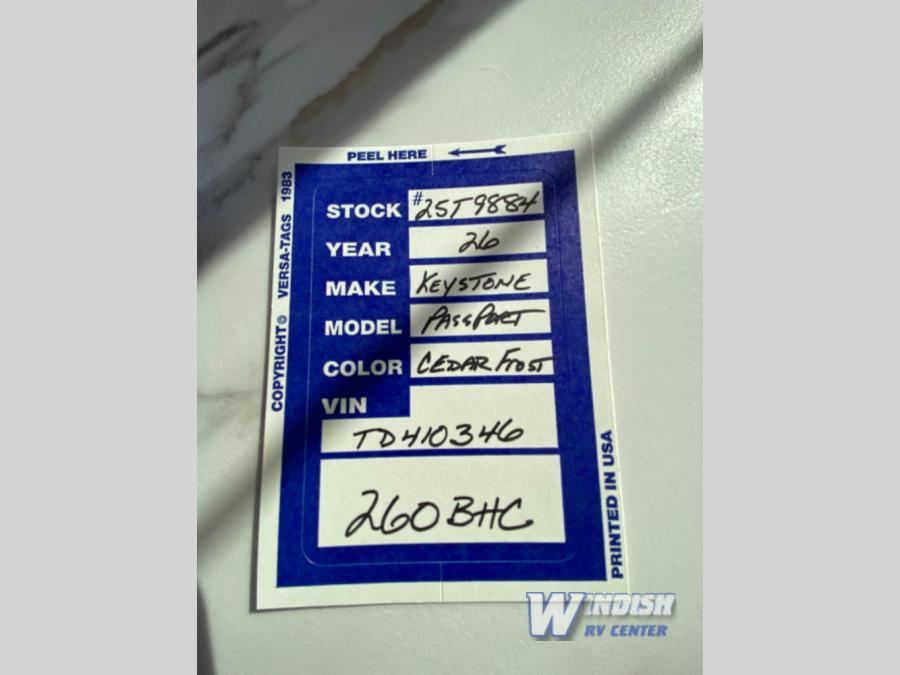 PEEL HERE
COPYRIGHT© VERSA-TAGS 1983
STOCK #25T9884
YEAR 26
MAKE KEYSTONE
MODEL PASSPORT
COLOR CEDAR FROST
VIN
TD410346
260BHC
PRINTED IN USA
WINDISH
RV CENTER